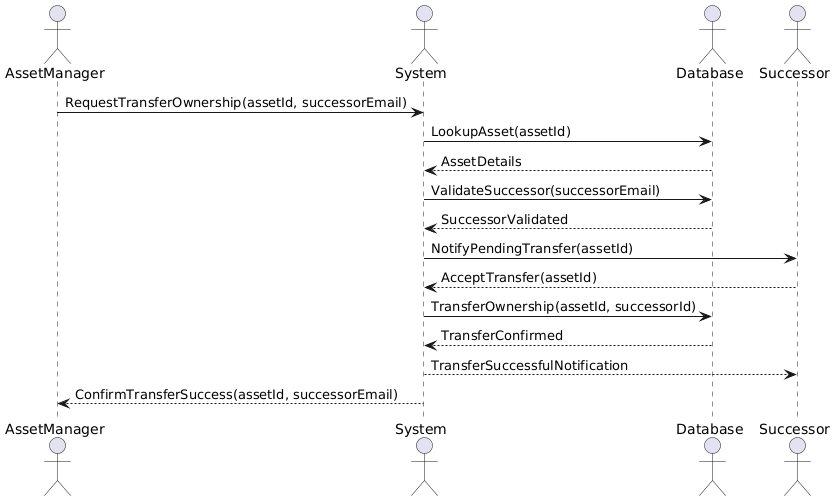 AssetManager System Database Successor
RequestTransferOwnership(assetId, successorEmail)
LookupAsset(assetId)
AssetDetails
ValidateSuccessor(successorEmail)
SuccessorValidated
NotifyPendingTransfer(assetId)
AcceptTransfer(assetId)
TransferOwnership(assetId, successorId)
TransferConfirmed
TransferSuccessfulNotification
ConfirmTransferSuccess(assetId, successorEmail)
AssetManager System Database Successor